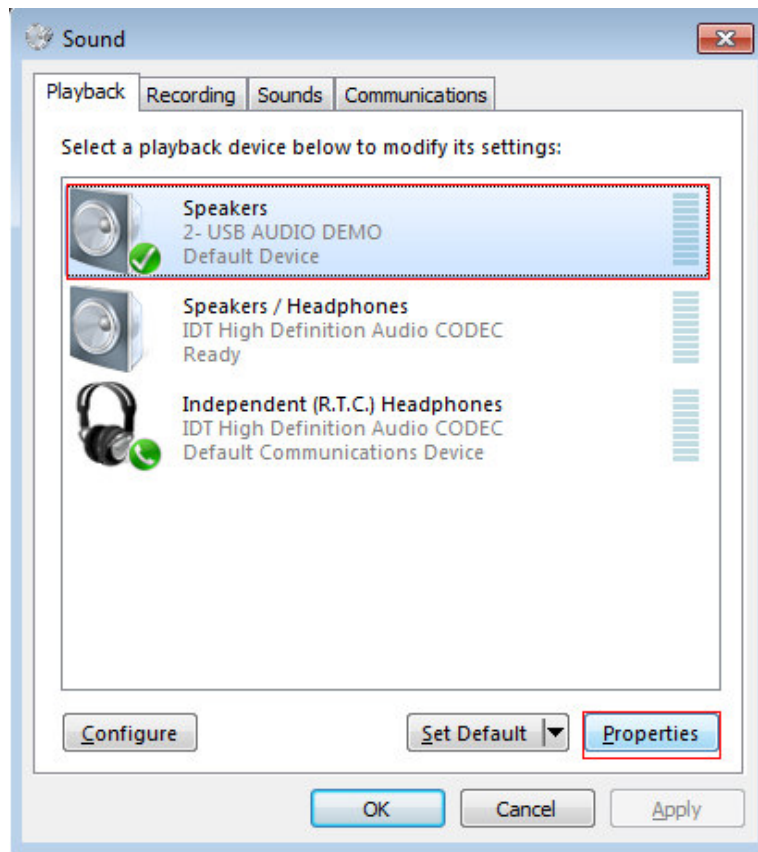 Sound
Playback Recording Sounds Communications
Select a playback device below to modify its settings:
Speakers
2- USB AUDIO DEMO
Default Device
Speakers / Headphones
IDT High Definition Audio CODEC
Ready
Independent (R.T.C.) Headphones
IDT High Definition Audio CODEC
Default Communications Device
Configure Set Default Properties
OK Cancel Apply